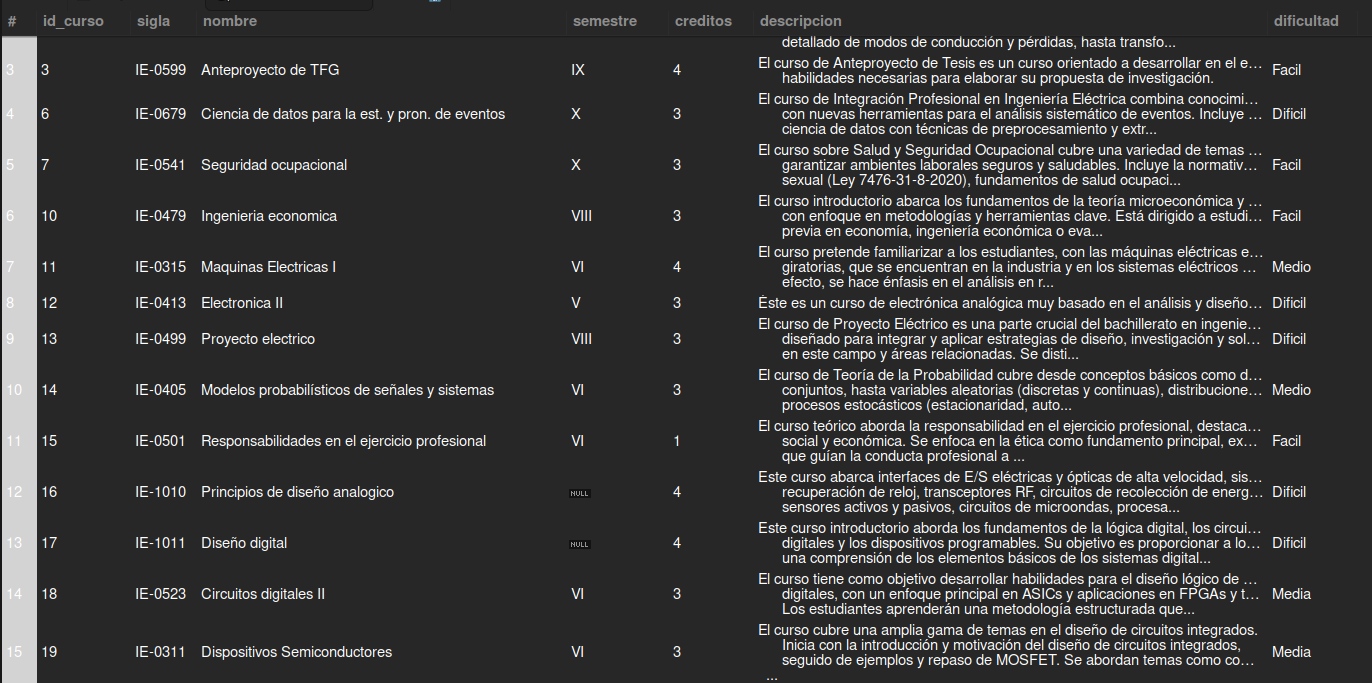 # id_curso sigla nombre semestre creditos descripcion dificultad
detallado de modos de conducción y pérdidas, hasta transfo...
3 3 IE-0599 Anteproyecto de TFG IX 4 El curso de Anteproyecto de Tesis es un curso orientado a desarrollar en el e… Facil
habilidades necesarias para elaborar su propuesta de investigación.
El curso de Integración Profesional en Ingeniería Eléctrica combina conocimi…
4 6 IE-0679 Ciencia de datos para la est. y pron. de eventos X 3 con nuevas herramientas para el análisis sistemático de eventos. Incluye … Dificil
ciencia de datos con técnicas de preprocesamiento y extr...
El curso sobre Salud y Seguridad Ocupacional cubre una variedad de temas …
5 7 IE-0541 Seguridad ocupacional X 3 garantizar ambientes laborales seguros y saludables. Incluye la normativ… Facil
sexual (Ley 7476-31-8-2020), fundamentos de salud ocupaci...
El curso introductorio abarca los fundamentos de la teoría microeconómica y …
6 10 IE-0479 Ingenieria economica VIII 3 con enfoque en metodologías y herramientas clave. Está dirigido a estudi… Facil
previa en economía, ingeniería económica o eva...
El curso pretende familiarizar a los estudiantes, con las máquinas eléctricas e…
7 11 IE-0315 Maquinas Electricas I VI 4 giratorias, que se encuentran en la industria y en los sistemas eléctricos … Medio
efecto, se hace énfasis en el análisis en r...
8 12 IE-0413 Electronica II V 3 Éste es un curso de electrónica analógica muy basado en el análisis y diseño… Dificil
El curso de Proyecto Eléctrico es una parte crucial del bachillerato en ingenie…
9 13 IE-0499 Proyecto electrico VIII 3 diseñado para integrar y aplicar estrategias de diseño, investigación y sol… Dificil
en este campo y áreas relacionadas. Se disti...
El curso de Teoría de la Probabilidad cubre desde conceptos básicos como d…
10 14 IE-0405 Modelos probabilísticos de señales y sistemas VI 3 conjuntos, hasta variables aleatorias (discretas y continuas), distribucione… Medio
procesos estocásticos (estacionaridad, auto...
El curso teórico aborda la responsabilidad en el ejercicio profesional, destaca…
11 15 IE-0501 Responsabilidades en el ejercicio profesional VI 1 social y económica. Se enfoca en la ética como fundamento principal, ex… Facil
que guían la conducta profesional a ...
Este curso abarca interfaces de E/S eléctricas y ópticas de alta velocidad, sis…
12 16 IE-1010 Principios de diseño analogico NULL 4 recuperación de reloj, transceptores RF, circuitos de recolección de energ… Dificil
sensores activos y pasivos, circuitos de microondas, procesa...
Este curso introductorio aborda los fundamentos de la lógica digital, los circui…
13 17 IE-1011 Diseño digital NULL 4 digitales y los dispositivos programables. Su objetivo es proporcionar a lo… Dificil
una comprensión de los elementos básicos de los sistemas digital...
El curso tiene como objetivo desarrollar habilidades para el diseño lógico de …
14 18 IE-0523 Circuitos digitales II VI 3 digitales, con un enfoque principal en ASICs y aplicaciones en FPGAs y t… Media
Los estudiantes aprenderán una metodología estructurada que...
El curso cubre una amplia gama de temas en el diseño de circuitos integrados.
Inicia con la introducción y motivación del diseño de circuitos integrados,
15 19 IE-0311 Dispositivos Semiconductores VI 3 seguido de ejemplos y repaso de MOSFET. Se abordan temas como co… Media
...